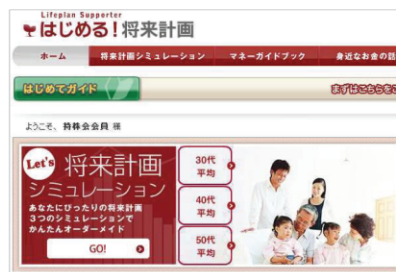 Lifeplan Supporter
はじめる!将来計画
ホーム 将来計画シミュレーション マネーガイドブック 身近なお金の話
はじめてガイド まずはこちらをご
ようこそ、持株会会員 様
Let's 将来計画
シミュレーション
あなたにぴったりの将来計画
3つのシミュレーションで
かんたんオーダーメイド
GO!
30代
平均
40代
平均
50代
平均